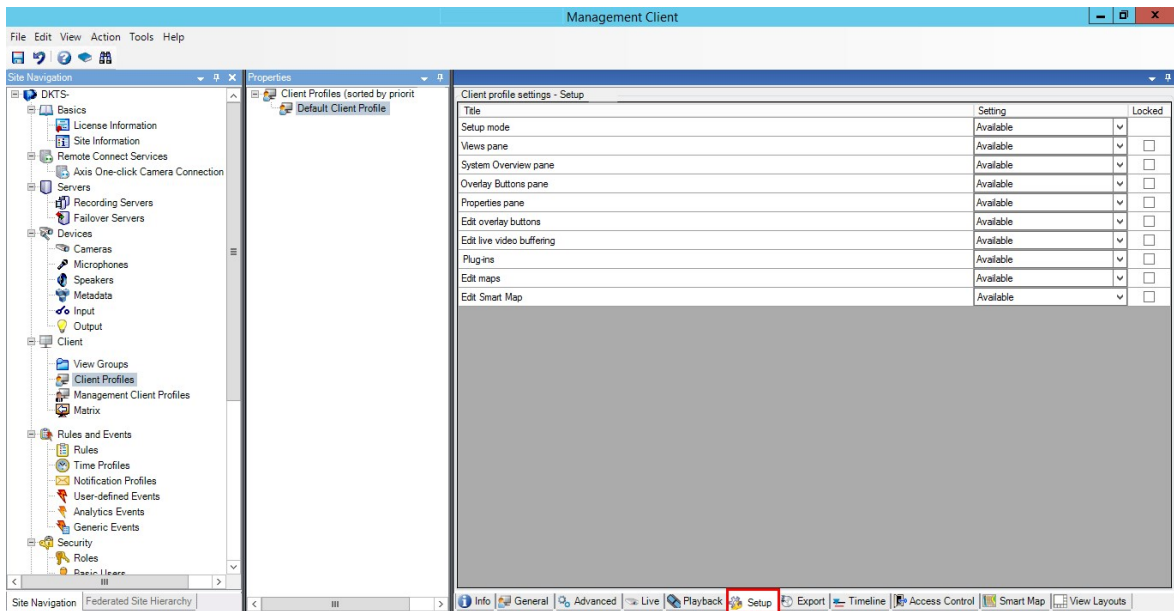 Management Client
File Edit View Action Tools Help
Site Navigation
DKTS-
Basics
License Information
Site Information
Remote Connect Services
Axis One-click Camera Connection
Servers
Recording Servers
Failover Servers
Devices
Cameras
Microphones
Speakers
Metadata
Input
Output
Client
View Groups
Client Profiles
Management Client Profiles
Matrix
Rules and Events
Rules
Time Profiles
Notification Profiles
User-defined Events
Analytics Events
Generic Events
Security
Roles
Basic Users
Site Navigation Federated Site Hierarchy
Properties
Client Profiles (sorted by priorit
Default Client Profile
Client profile settings - Setup
Title Setting Locked
Setup mode Available
Views pane Available
System Overview pane Available
Overlay Buttons pane Available
Properties pane Available
Edit overlay buttons Available
Edit live video buffering Available
Plug-ins Available
Edit maps Available
Edit Smart Map Available
Info General Advanced Live Playback Setup Export Timeline Access Control Smart Map View Layouts